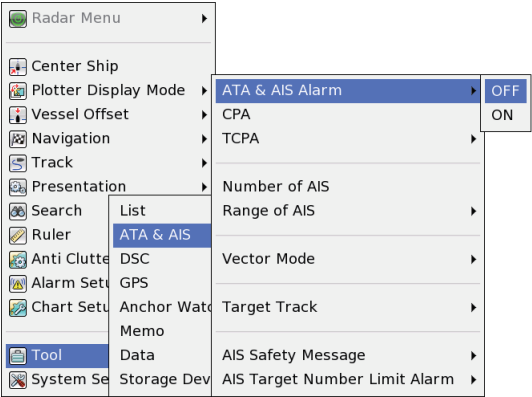 Radar Menu
Center Ship
Plotter Display Mode
Vessel Offset
Navigation
Track
Presentation
Search
Ruler
Anti Clutte
Alarm Setu
Chart Setu
Tool
System Se
List
ATA & AIS
DSC
GPS
Anchor Watc
Memo
Data
Storage Dev
ATA & AIS Alarm
CPA
TCPA
Number of AIS
Range of AIS
Vector Mode
Target Track
AIS Safety Message
AIS Target Number Limit Alarm
OFF
ON